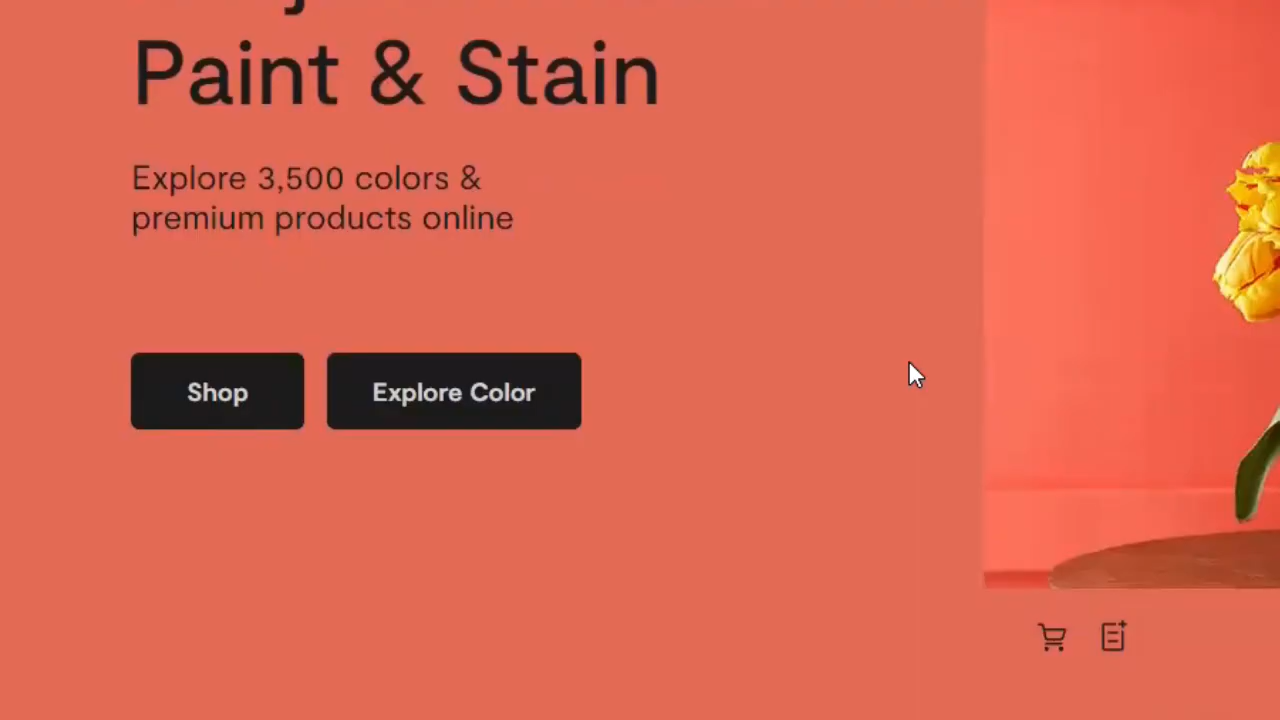 Paint & Stain
Explore 3,500 colors &
premium products online
Shop
Explore Color